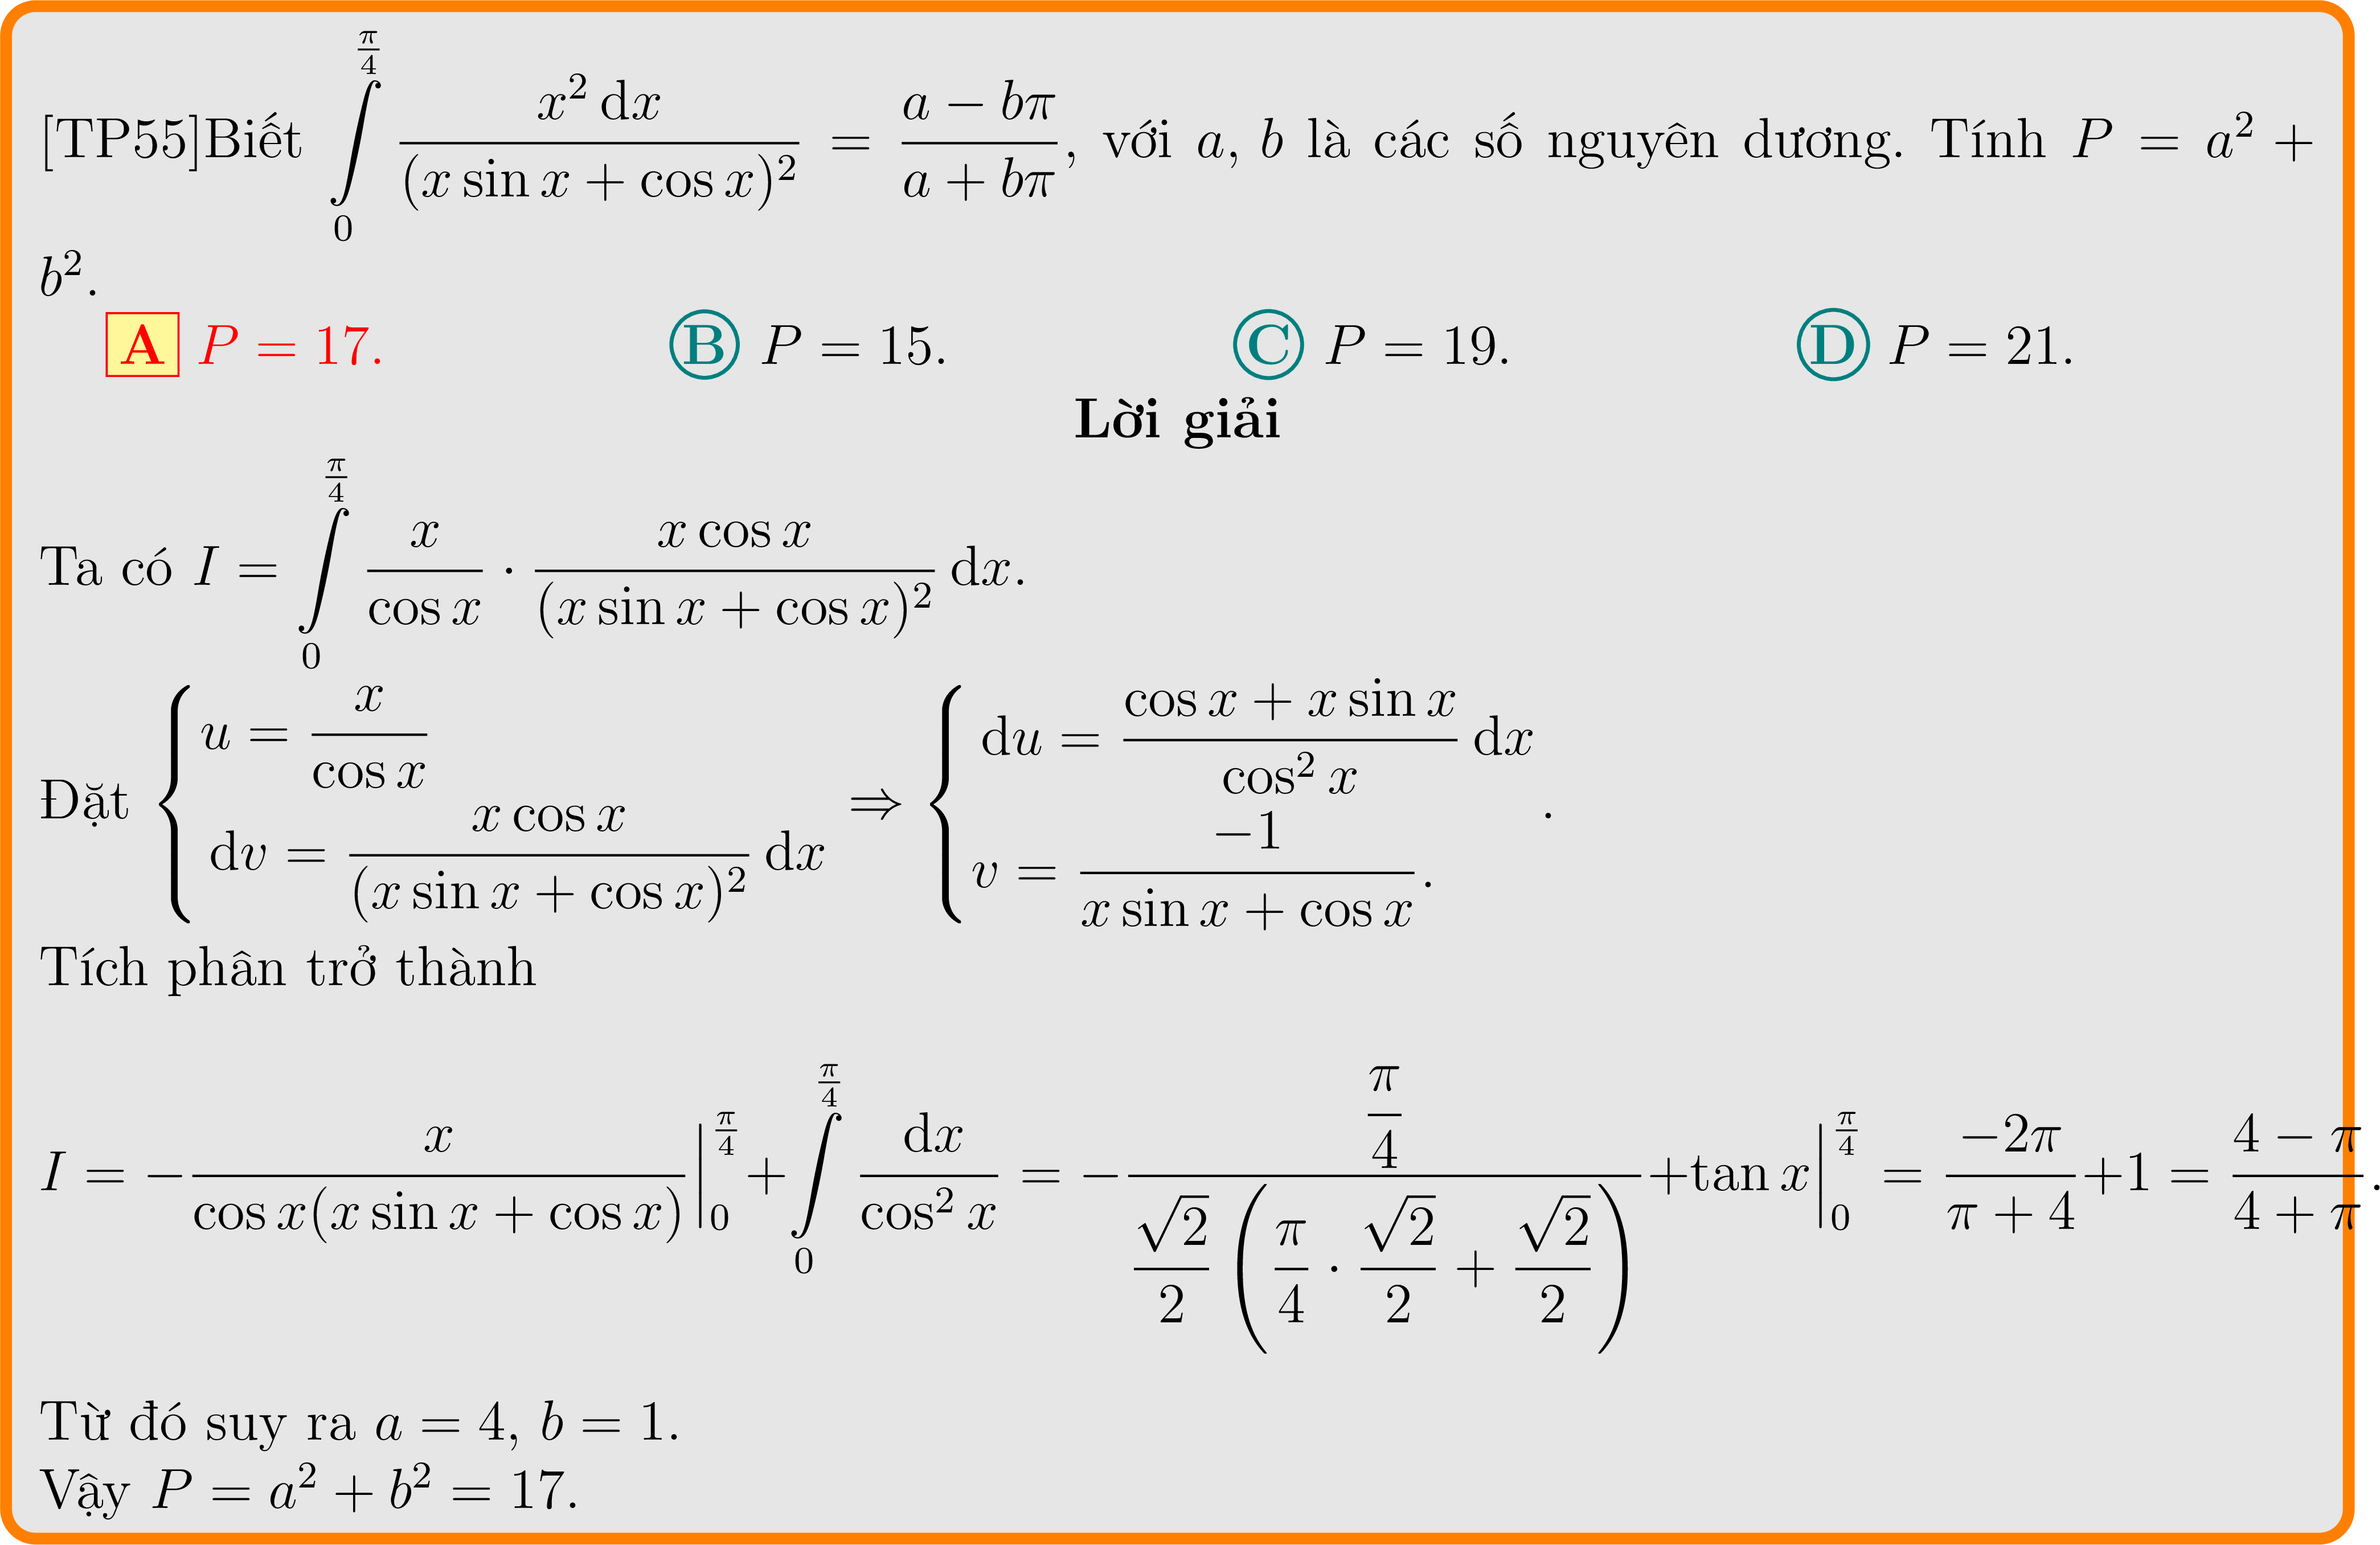 [TP55]Biết $\int\limits_0^{\frac{\pi}{4}} \frac{x^2\,\mathrm{d}x}{(x\sin x+\cos x)^2} = \frac{a-b\pi}{a+b\pi}$, với $a, b$ là các số nguyên dương. Tính $P = a^2 +$
$b^2$.
A $P = 17.$ B $P = 15.$ C $P = 19.$ D $P = 21.$
Lời giải
Ta có $I = \int\limits_0^{\frac{\pi}{4}} \frac{x}{\cos x} \cdot \frac{x\cos x}{(x\sin x+\cos x)^2}\,\mathrm{d}x.$
Đặt $\begin{cases} u = \frac{x}{\cos x} \\ \mathrm{d}v = \frac{x\cos x}{(x\sin x+\cos x)^2}\,\mathrm{d}x \end{cases} \Rightarrow \begin{cases} \mathrm{d}u = \frac{\cos x+x\sin x}{\cos^2 x}\,\mathrm{d}x \\ v = \frac{-1}{x\sin x+\cos x}. \end{cases}.$
Tích phân trở thành
$I = -\frac{x}{\cos x(x\sin x+\cos x)}\Big|_0^{\frac{\pi}{4}} + \int\limits_0^{\frac{\pi}{4}} \frac{\mathrm{d}x}{\cos^2 x} = -\frac{\frac{\pi}{4}}{\frac{\sqrt{2}}{2}\left(\frac{\pi}{4}\cdot\frac{\sqrt{2}}{2}+\frac{\sqrt{2}}{2}\right)} + \tan x\Big|_0^{\frac{\pi}{4}} = \frac{-2\pi}{\pi+4}+1 = \frac{4-\pi}{4+\pi}.$
Từ đó suy ra $a = 4, b = 1.$
Vậy $P = a^2 + b^2 = 17.$